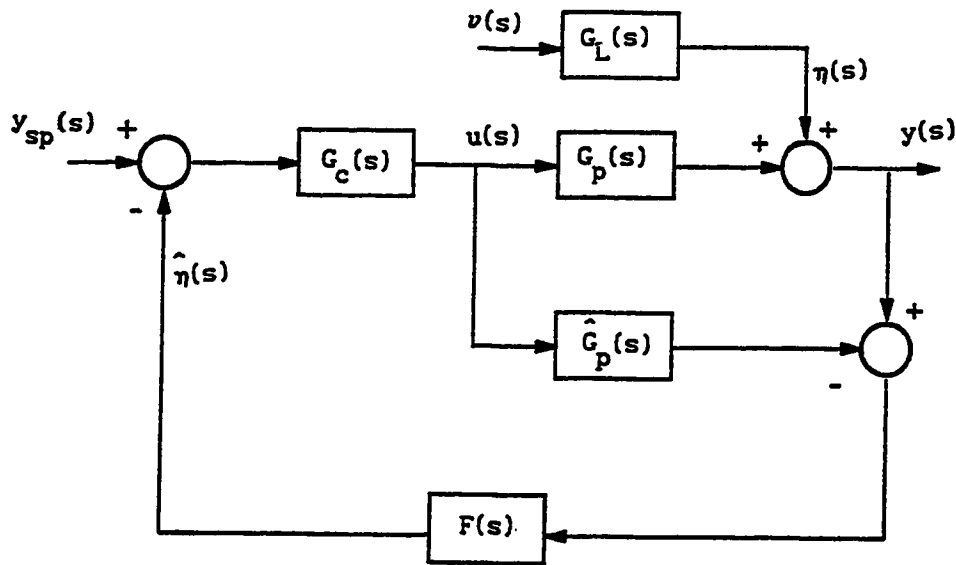 ν(s)
G_L(s)
η(s)
y_sp(s)
+
-
G_c(s)
u(s)
G_p(s)
+
+
y(s)
η̂(s)
Ĝ_p(s)
+
-
F(s)